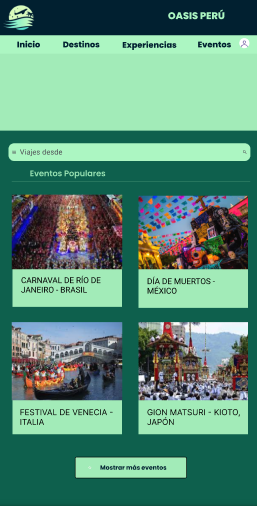 OASIS PERÚ
Inicio Destinos Experiencias Eventos
Viajes desde
Eventos Populares
CARNAVAL DE RÍO DE
JANEIRO - BRASIL
DÍA DE MUERTOS -
MÉXICO
FESTIVAL DE VENECIA -
ITALIA
GION MATSURI - KIOTO,
JAPÓN
Mostrar más eventos